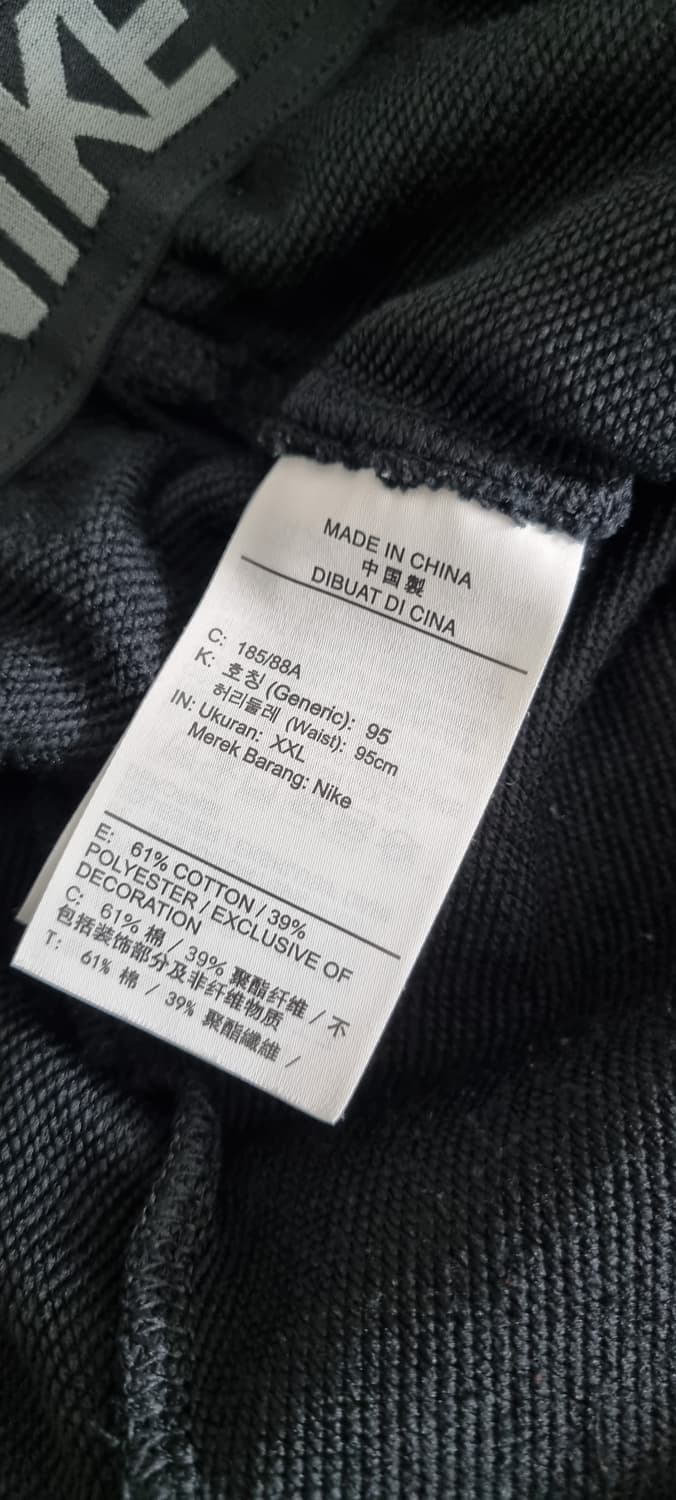 NIKE
MADE IN CHINA
中国製
DIBUAT DI CINA
C: 185/88A
K: 호칭 (Generic): 95
허리둘레 (Waist): 95cm
IN: Ukuran: XXL
Merek Barang: Nike
E: 61% COTTON / 39%
POLYESTER / EXCLUSIVE OF
DECORATION
C: 61% 棉 / 39% 聚酯纤维 / 不
包括装饰部分及非纤维物质
T: 61% 棉 / 39% 聚酯纖維 /